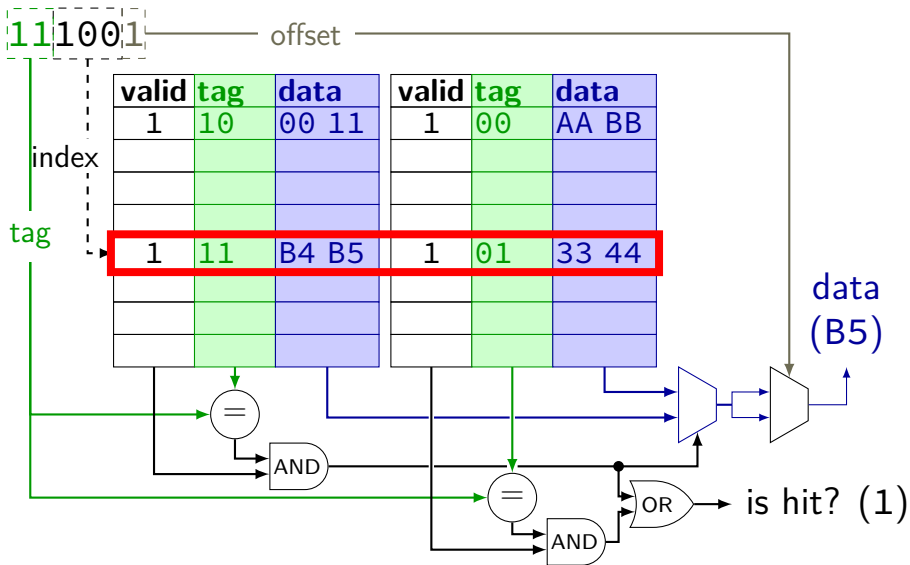 111001
offset
valid tag data valid tag data
1 10 00 11 1 00 AA BB
index
tag
1 11 B4 B5 1 01 33 44
data
(B5)
=
AND
=
OR
is hit? (1)
AND